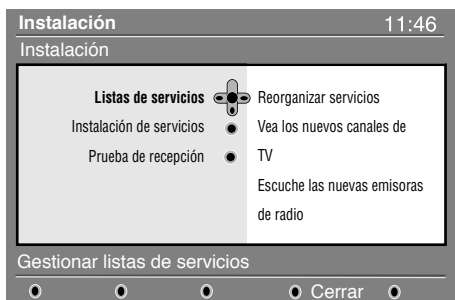 Instalación 11:46
Instalación
Listas de servicios
Instalación de servicios
Prueba de recepción
Reorganizar servicios
Vea los nuevos canales de
TV
Escuche las nuevas emisoras
de radio
Gestionar listas de servicios
Cerrar